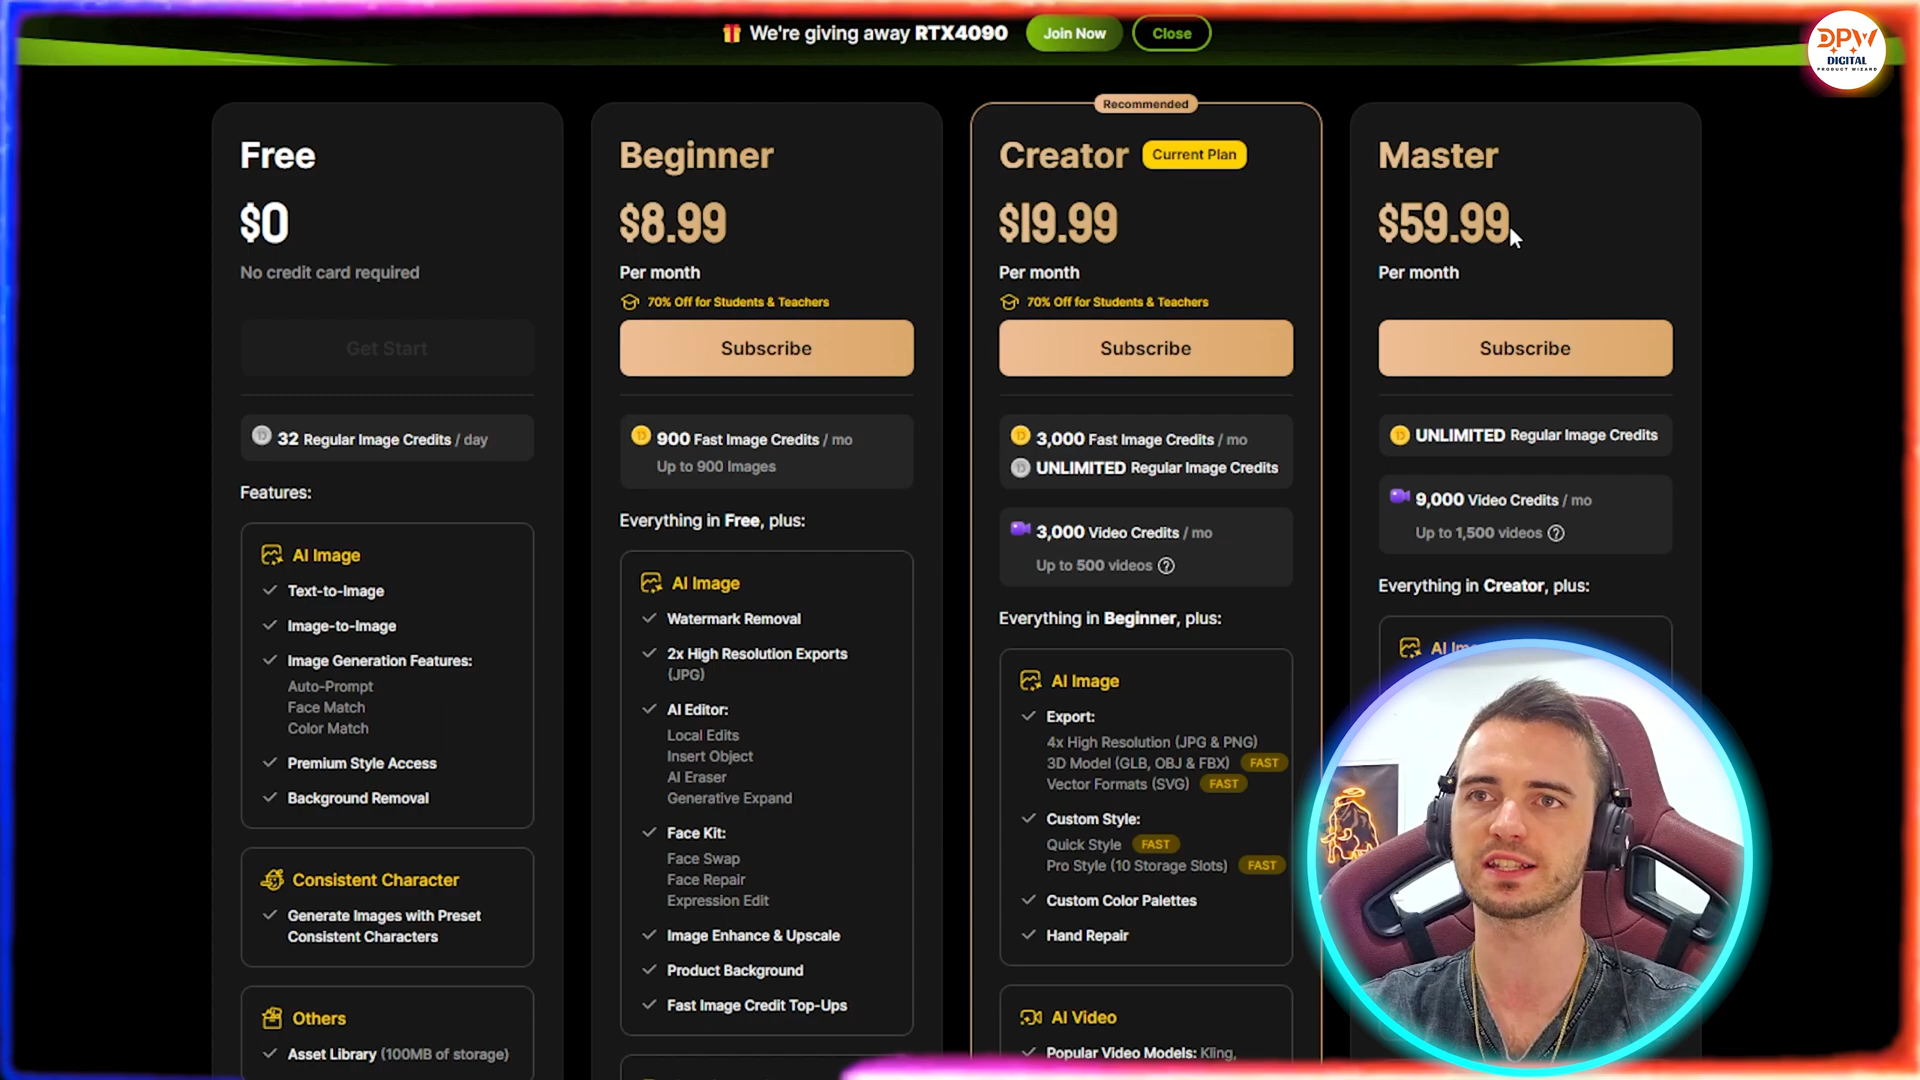 We're giving away RTX4090
Join Now
Close
DPW
DIGITAL
PRODUCT WIZARD
Free
$0
No credit card required
Get Start
32 Regular Image Credits / day
Features:
AI Image
Text-to-Image
Image-to-Image
Image Generation Features:
Auto-Prompt
Face Match
Color Match
Premium Style Access
Background Removal
Consistent Character
Generate Images with Preset
Consistent Characters
Others
Asset Library (100MB of storage)
Beginner
$8.99
Per month
70% Off for Students & Teachers
Subscribe
900 Fast Image Credits / mo
Up to 900 Images
Everything in Free, plus:
AI Image
Watermark Removal
2x High Resolution Exports
(JPG)
AI Editor:
Local Edits
Insert Object
AI Eraser
Generative Expand
Face Kit:
Face Swap
Face Repair
Expression Edit
Image Enhance & Upscale
Product Background
Fast Image Credit Top-Ups
Recommended
Creator
Current Plan
$19.99
Per month
70% Off for Students & Teachers
Subscribe
3,000 Fast Image Credits / mo
UNLIMITED Regular Image Credits
3,000 Video Credits / mo
Up to 500 videos
Everything in Beginner, plus:
AI Image
Export:
4x High Resolution (JPG & PNG)
3D Model (GLB, OBJ & FBX) FAST
Vector Formats (SVG) FAST
Custom Style:
Quick Style FAST
Pro Style (10 Storage Slots) FAST
Custom Color Palettes
Hand Repair
AI Video
Popular Video Models: Kling,
Master
$59.99
Per month
Subscribe
UNLIMITED Regular Image Credits
9,000 Video Credits / mo
Up to 1,500 videos
Everything in Creator, plus:
AI